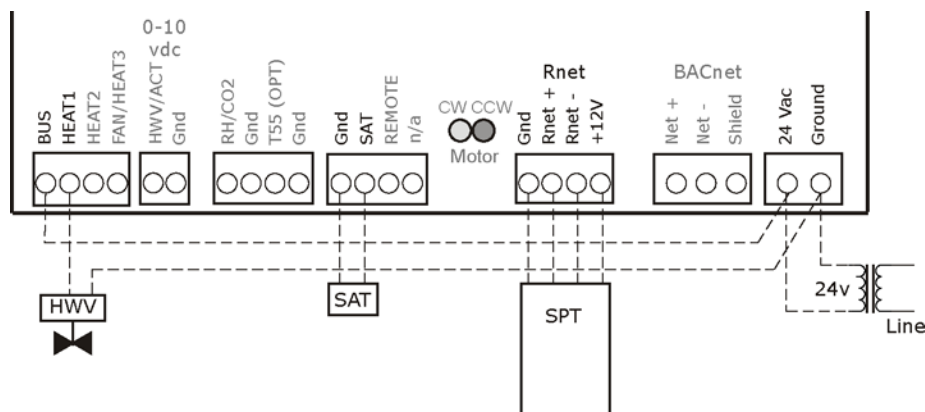 0-10
vdc
BUS
HEAT1
HEAT2
FAN/HEAT3
HWV/ACT
Gnd
RH/CO2
Gnd
T55 (OPT)
Gnd
Gnd
SAT
REMOTE
n/a
CW CCW
Motor
Rnet
Gnd
Rnet +
Rnet -
+12V
BACnet
Net +
Net -
Shield
24 Vac
Ground
HWV
SAT
SPT
24v
Line